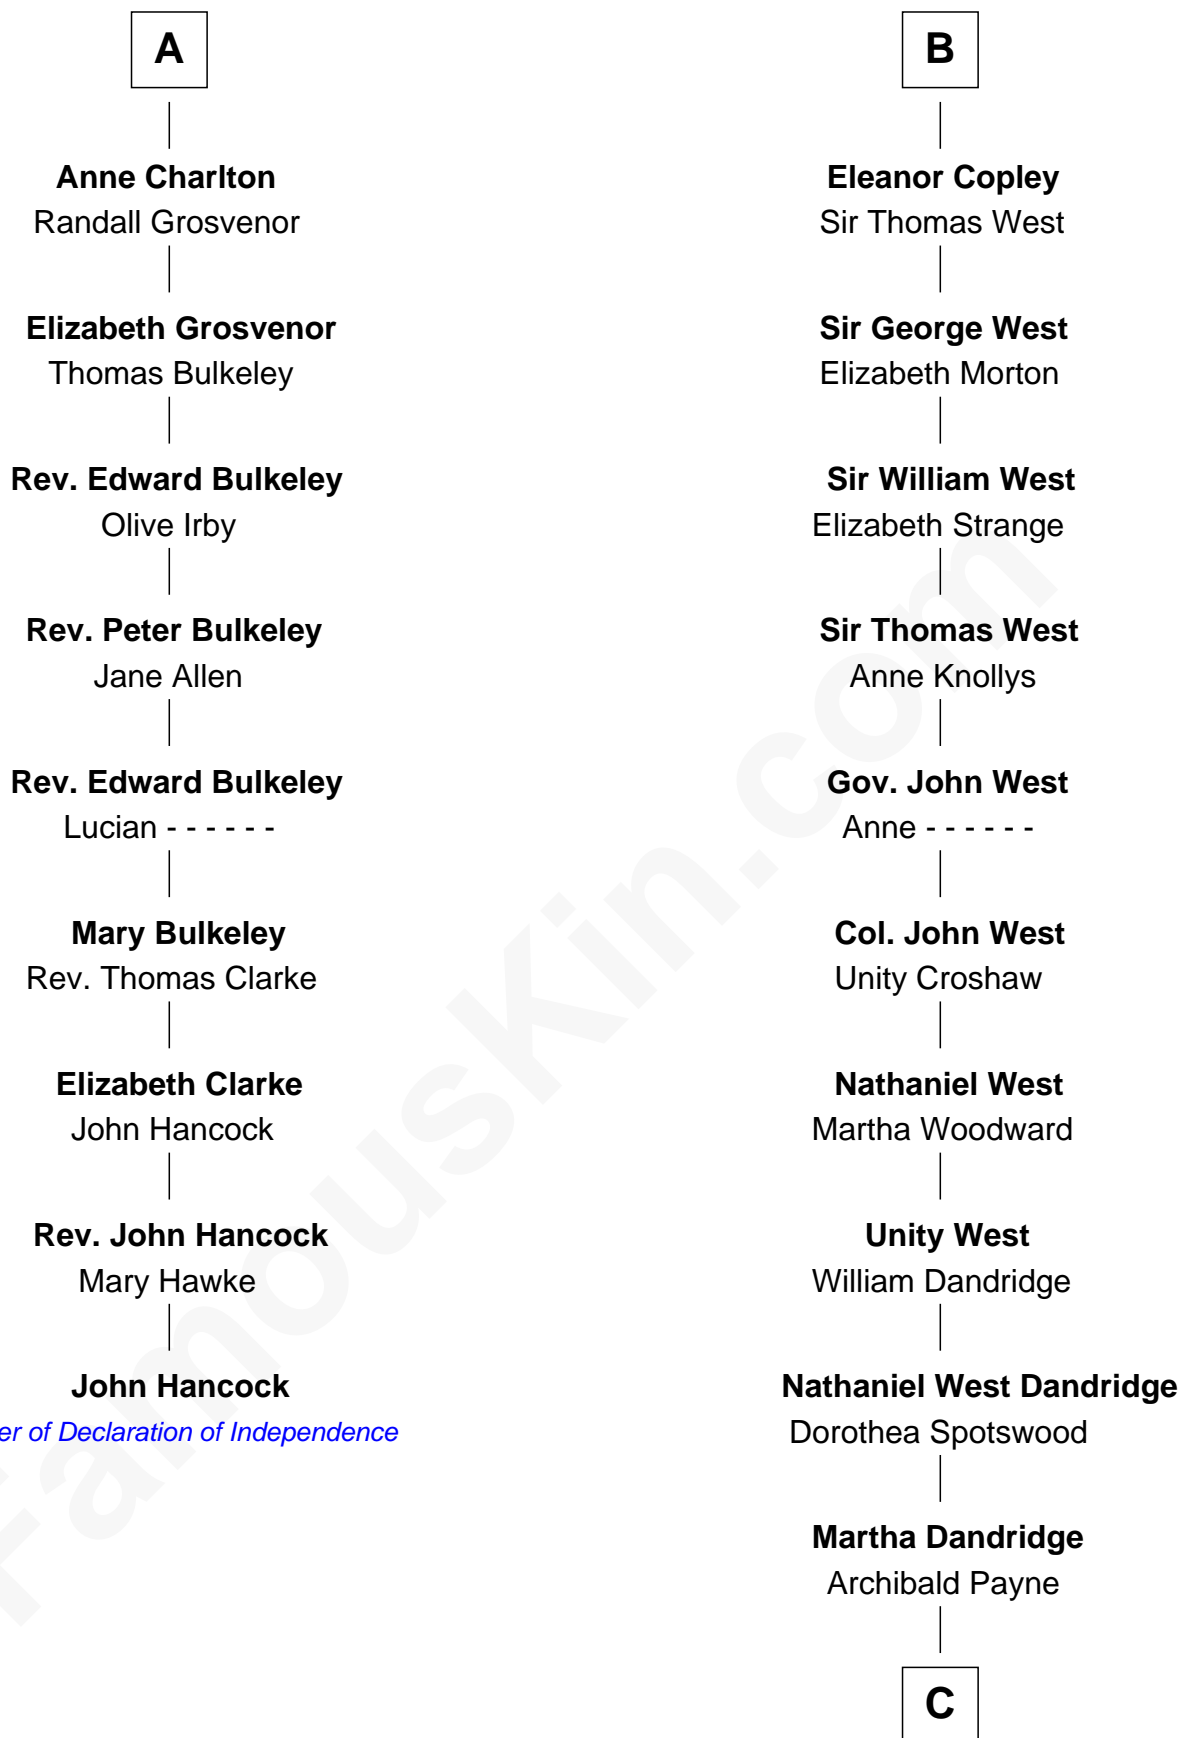 A
Anne Charlton
Randall Grosvenor
Elizabeth Grosvenor
Thomas Bulkeley
Rev. Edward Bulkeley
Olive Irby
Rev. Peter Bulkeley
Jane Allen
Rev. Edward Bulkeley
Lucian - - - - - -
Mary Bulkeley
Rev. Thomas Clarke
Elizabeth Clarke
John Hancock
Rev. John Hancock
Mary Hawke
John Hancock
er of Declaration of Independence
B
Eleanor Copley
Sir Thomas West
Sir George West
Elizabeth Morton
Sir William West
Elizabeth Strange
Sir Thomas West
Anne Knollys
Gov. John West
Anne - - - - - -
Col. John West
Unity Croshaw
Nathaniel West
Martha Woodward
Unity West
William Dandridge
Nathaniel West Dandridge
Dorothea Spotswood
Martha Dandridge
Archibald Payne
C
FamousKin.com